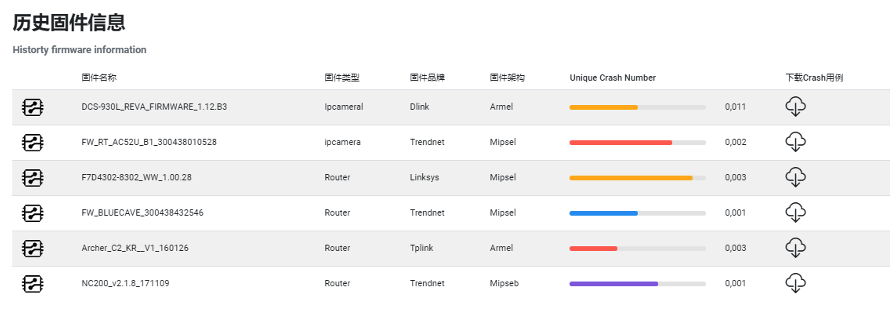 历史固件信息
Historty firmware information
固件名称 固件类型 固件品牌 固件架构 Unique Crash Number 下载Crash用例
DCS-930L_REVA_FIRMWARE_1.12.B3 Ipcameral Dlink Armel 0,011
FW_RT_AC52U_B1_300438010528 ipcamera Trendnet Mipsel 0,002
F7D4302-8302_WW_1.00.28 Router Linksys Mipsel 0,003
FW_BLUECAVE_300438432546 Router Trendnet Mipsel 0,001
Archer_C2_KR__V1_160126 Router Tplink Armel 0,003
NC200_v2.1.8_171109 Router Trendnet Mipseb 0,001